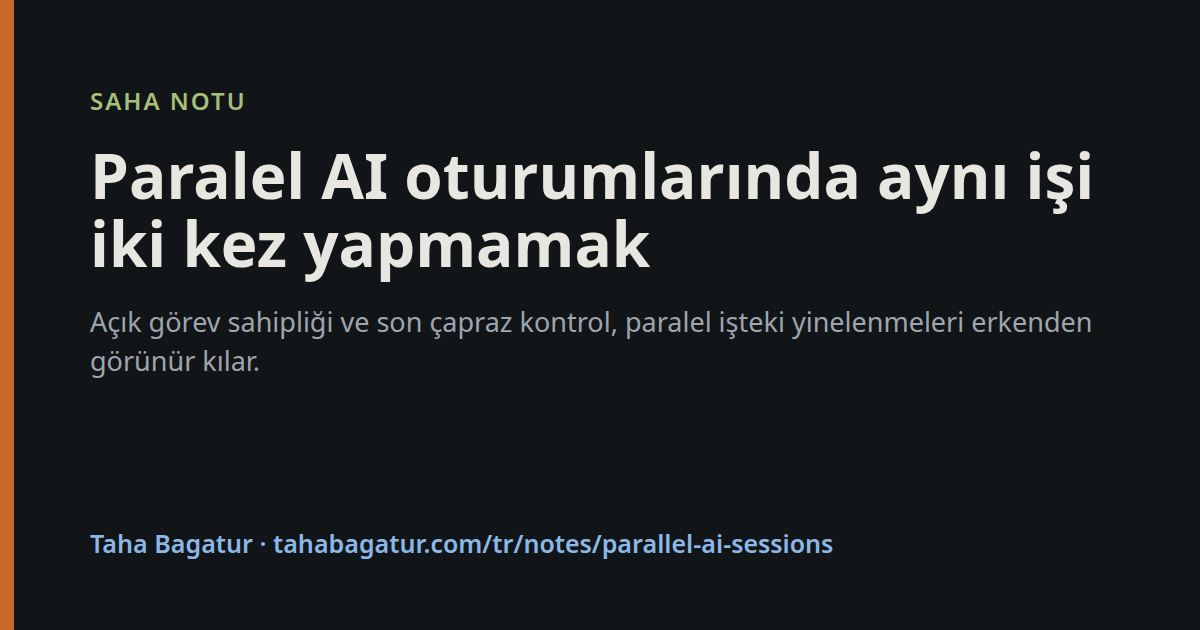 SAHA NOTU
Paralel AI oturumlarında aynı işi
iki kez yapmamak
Açık görev sahipliği ve son çapraz kontrol, paralel işteki yinelenmeleri erkenden
görünür kılar.
Taha Bagatur · tahabagatur.com/tr/notes/parallel-ai-sessions